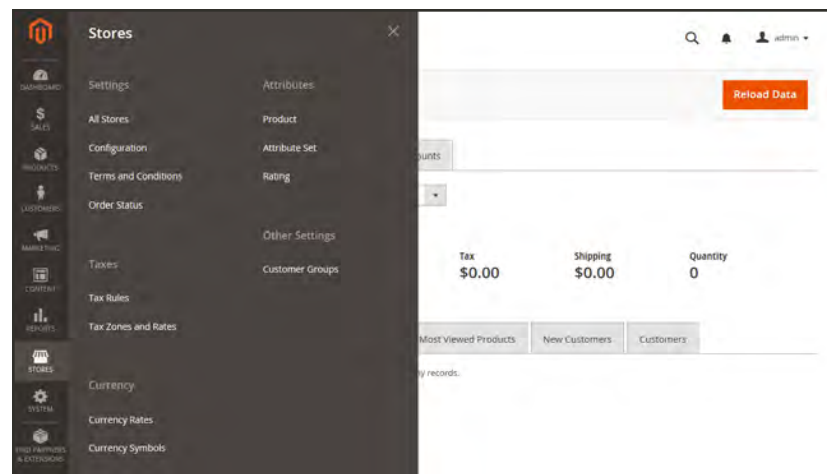 DASHBOARD
SALES
PRODUCTS
CUSTOMERS
MARKETING
CONTENT
REPORTS
STORES
SYSTEM
FIND PARTNERS
& EXTENSIONS
Stores
Settings
All Stores
Configuration
Terms and Conditions
Order Status
Taxes
Tax Rules
Tax Zones and Rates
Currency
Currency Rates
Currency Symbols
Attributes
Product
Attribute Set
Rating
Other Settings
Customer Groups
admin
Reload Data
ounts
Tax
$0.00
Shipping
$0.00
Quantity
0
Most Viewed Products
New Customers
Customers
y records.